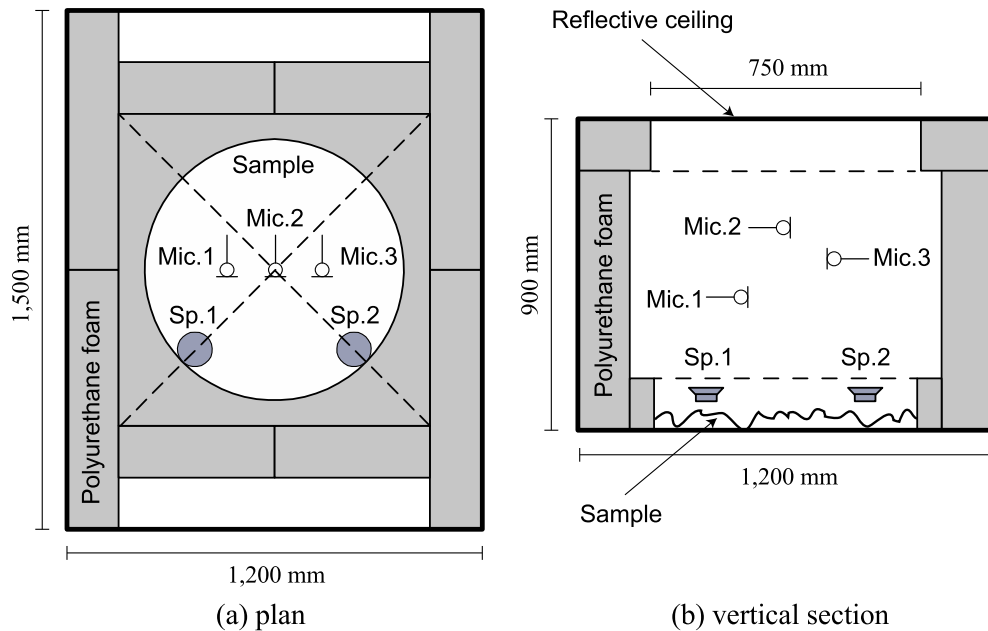 Sample
Mic.2
Mic.1
Mic.3
Sp.1
Sp.2
Polyurethane foam
1,500 mm
1,200 mm
(a) plan
Reflective ceiling
750 mm
Mic.2
Mic.3
Mic.1
Sp.1
Sp.2
Polyurethane foam
900 mm
1,200 mm
Sample
(b) vertical section